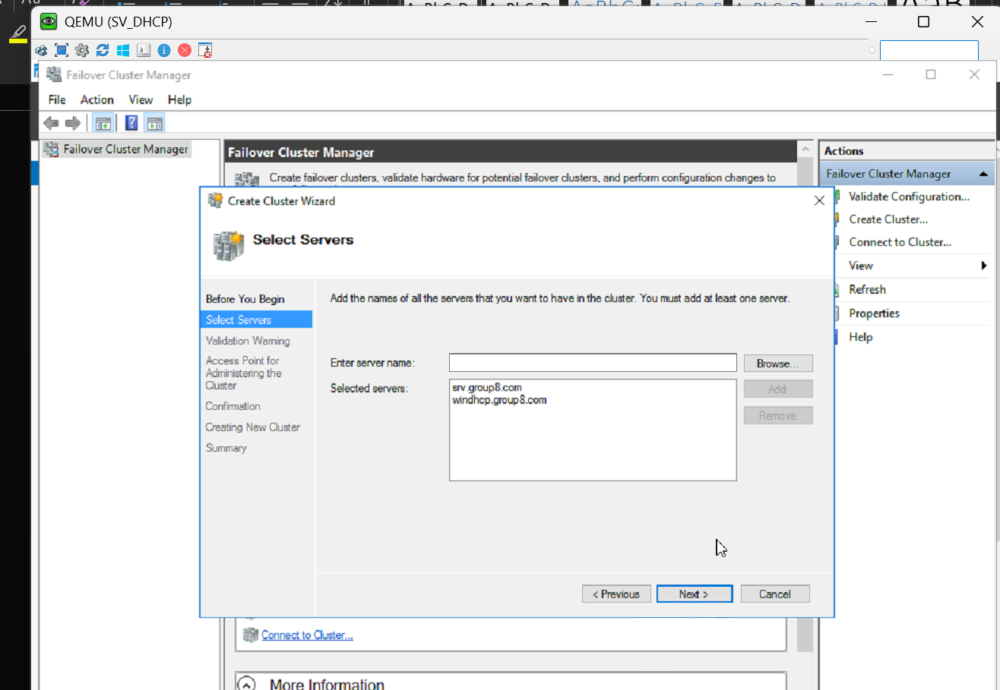 QEMU (SV_DHCP)
Failover Cluster Manager
File Action View Help
Failover Cluster Manager
Failover Cluster Manager
Create failover clusters, validate hardware for potential failover clusters, and perform configuration changes to
Actions
Failover Cluster Manager
Validate Configuration...
Create Cluster...
Connect to Cluster...
View
Refresh
Properties
Help
Create Cluster Wizard
Select Servers
Before You Begin
Select Servers
Validation Warning
Access Point for
Administering the
Cluster
Confirmation
Creating New Cluster
Summary
Add the names of all the servers that you want to have in the cluster. You must add at least one server.
Enter server name:
Browse...
Selected servers:
srv.group8.com
windhcp.group8.com
Add
Remove
< Previous
Next >
Cancel
Connect to Cluster...
More Information